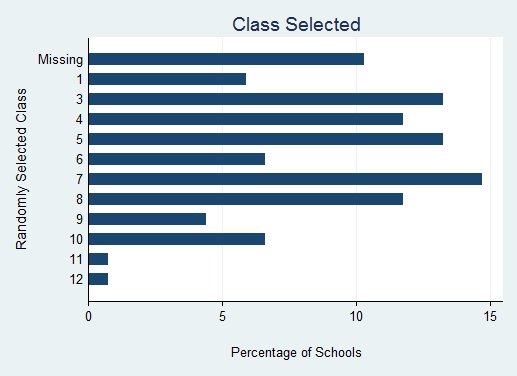 Class Selected
Randomly Selected Class
Missing
1
3
4
5
6
7
8
9
10
11
12
0 5 10 15
Percentage of Schools